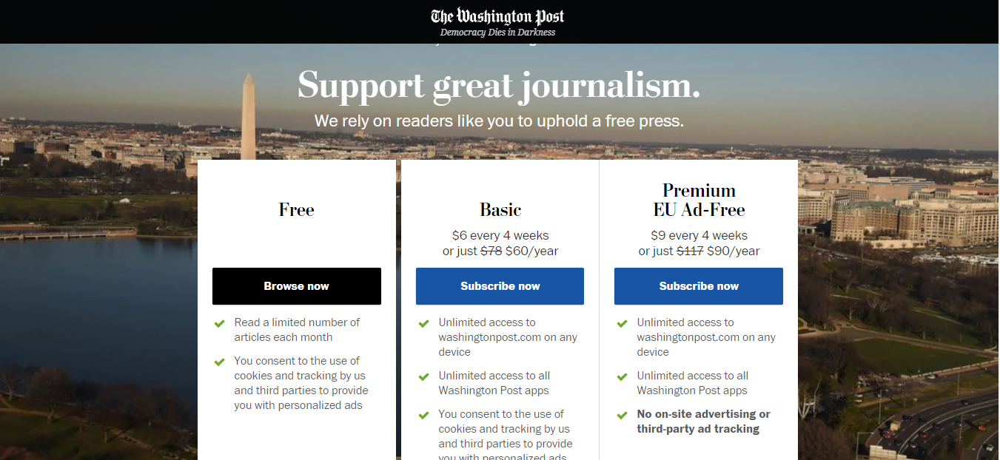 The Washington Post
Democracy Dies in Darkness
Support great journalism.
We rely on readers like you to uphold a free press.
Free
Browse now
Read a limited number of
articles each month
You consent to the use of
cookies and tracking by us
and third parties to provide
you with personalized ads
Basic
$6 every 4 weeks
or just $78 $60/year
Subscribe now
Unlimited access to
washingtonpost.com on any
device
Unlimited access to all
Washington Post apps
You consent to the use of
cookies and tracking by us
and third parties to provide
you with personalized ads
Premium
EU Ad-Free
$9 every 4 weeks
or just $117 $90/year
Subscribe now
Unlimited access to
washingtonpost.com on any
device
Unlimited access to all
Washington Post apps
No on-site advertising or
third-party ad tracking